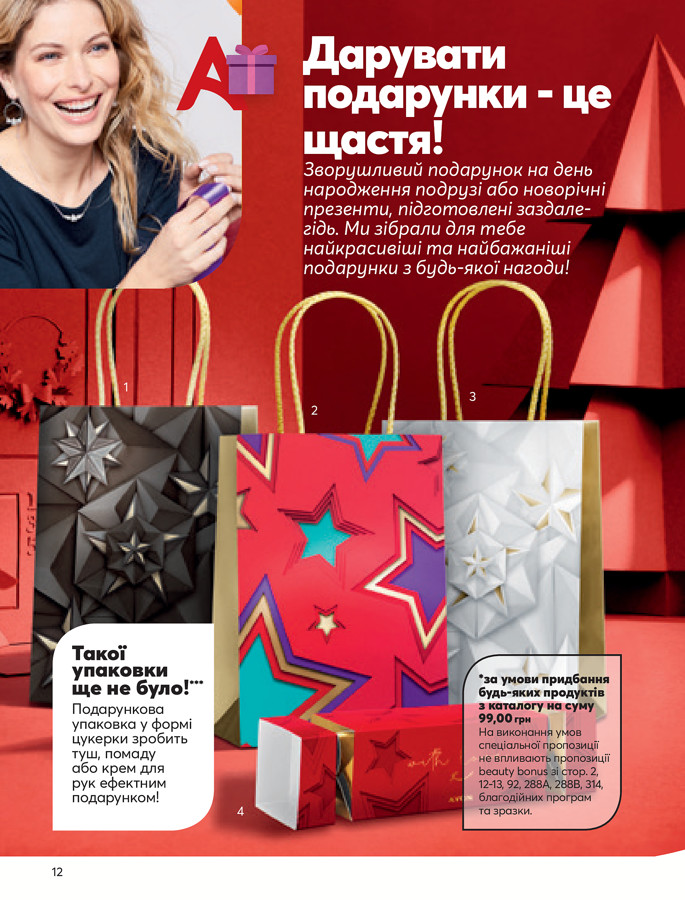 A
Дарувати
подарунки - це
щастя!
Зворушливий подарунок на день
народження подрузі або новорічні
презенти, підготовлені заздале-
гідь. Ми зібрали для тебе
найкрасивіші та найбажаніші
подарунки з будь-якої нагоди!
1
2
3
Такої
упаковки
ще не було!***
Подарункова
упаковка у формі
цукерки зробить
туш, помаду
або крем для
рук ефектним
подарунком!
*за умови придбання
будь-яких продуктів
з каталогу на суму
99,00 грн
На виконання умов
спеціальної пропозиції
не впливають пропозиції
beauty bonus зі стор. 2,
12-13, 92, 288A, 288B, 314,
благодійних програм
та зразки.
with
AVON
4
12